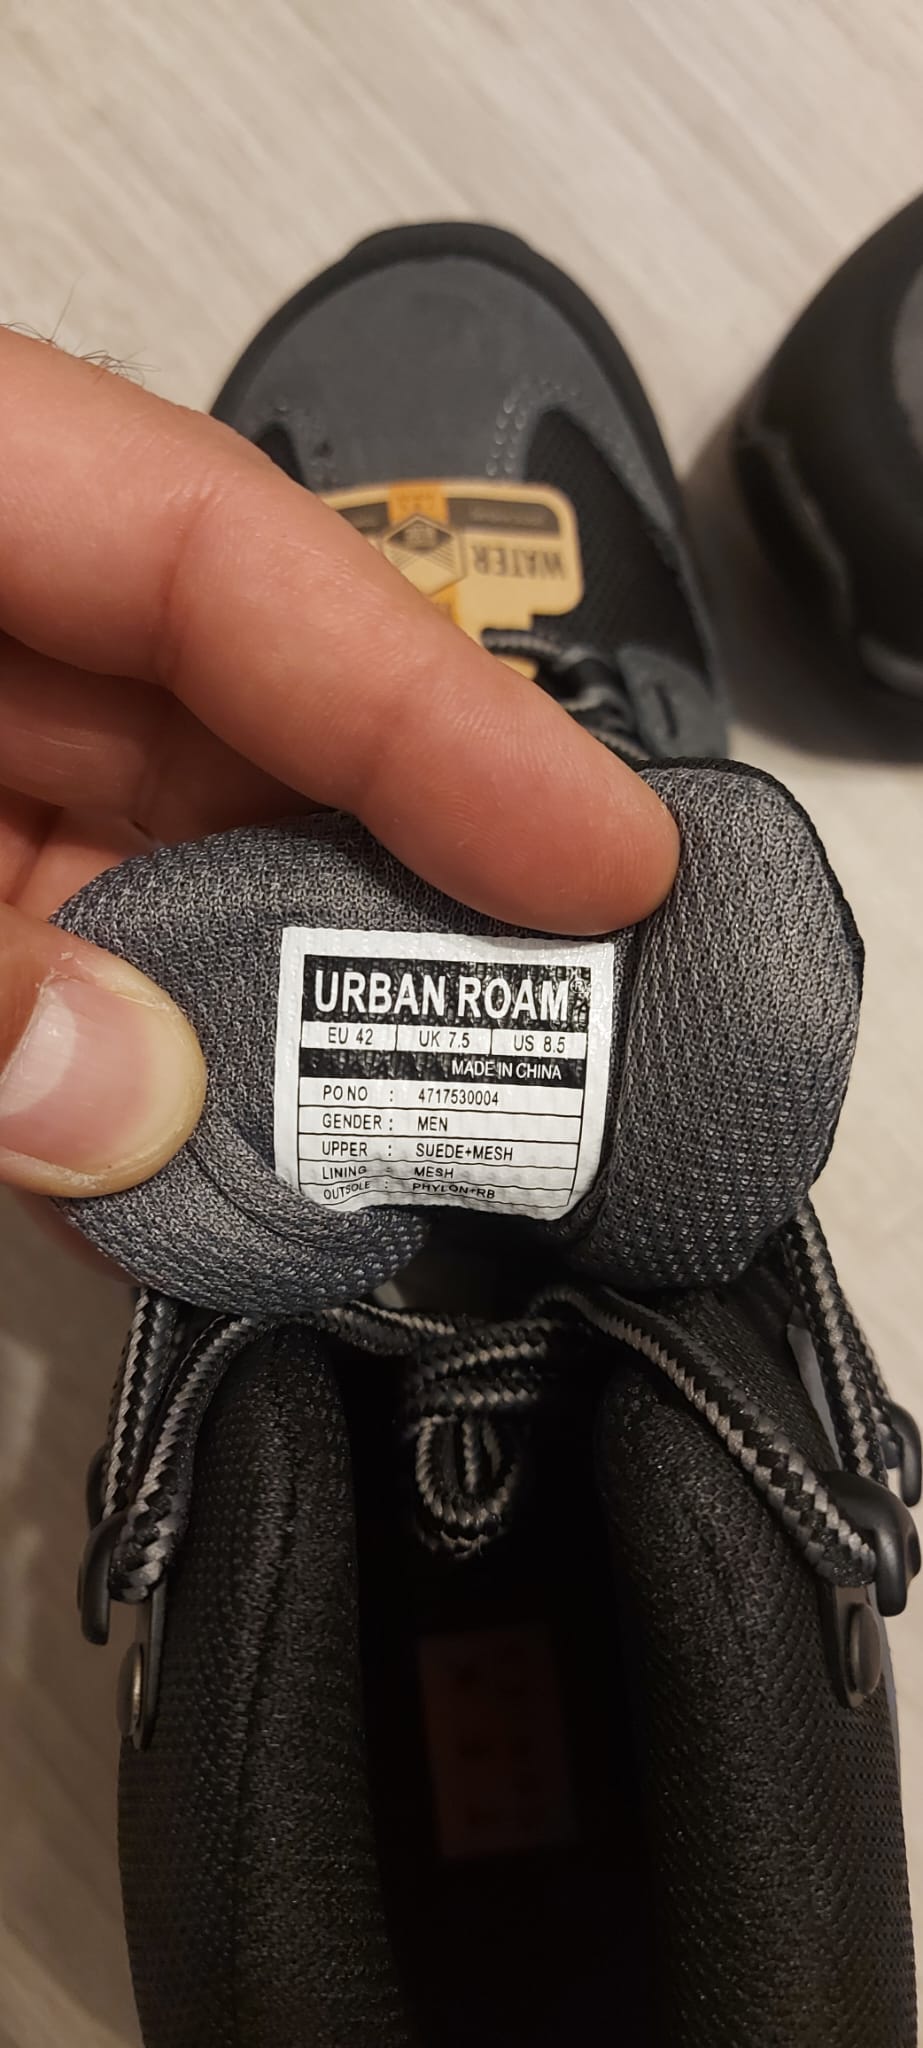 WATER
URBAN ROAM®
EU 42 UK 7.5 US 8.5
MADE IN CHINA
PO NO : 4717530004
GENDER : MEN
UPPER : SUEDE+MESH
LINING : MESH
OUTSOLE : PHYLON+RB